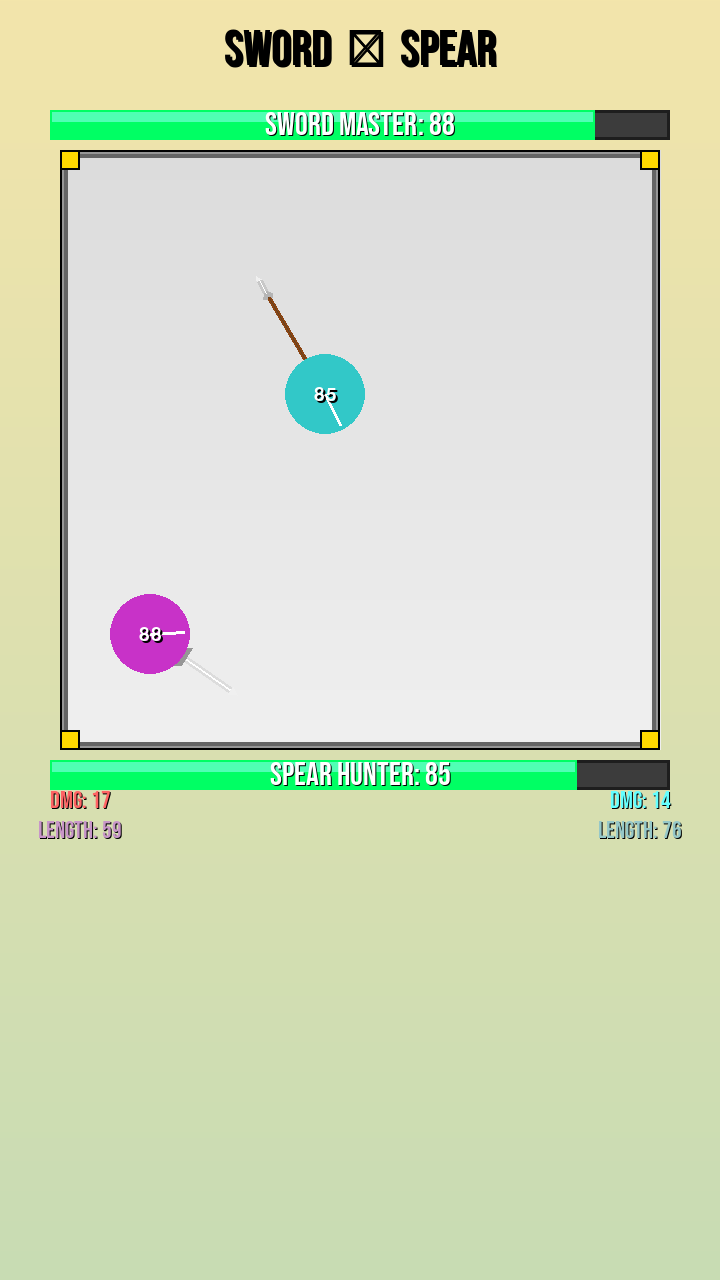 SWORD ☒ SPEAR
SWORD MASTER: 88
85
88
SPEAR HUNTER: 85
DMG: 17 DMG: 14
LENGTH: 59 LENGTH: 76